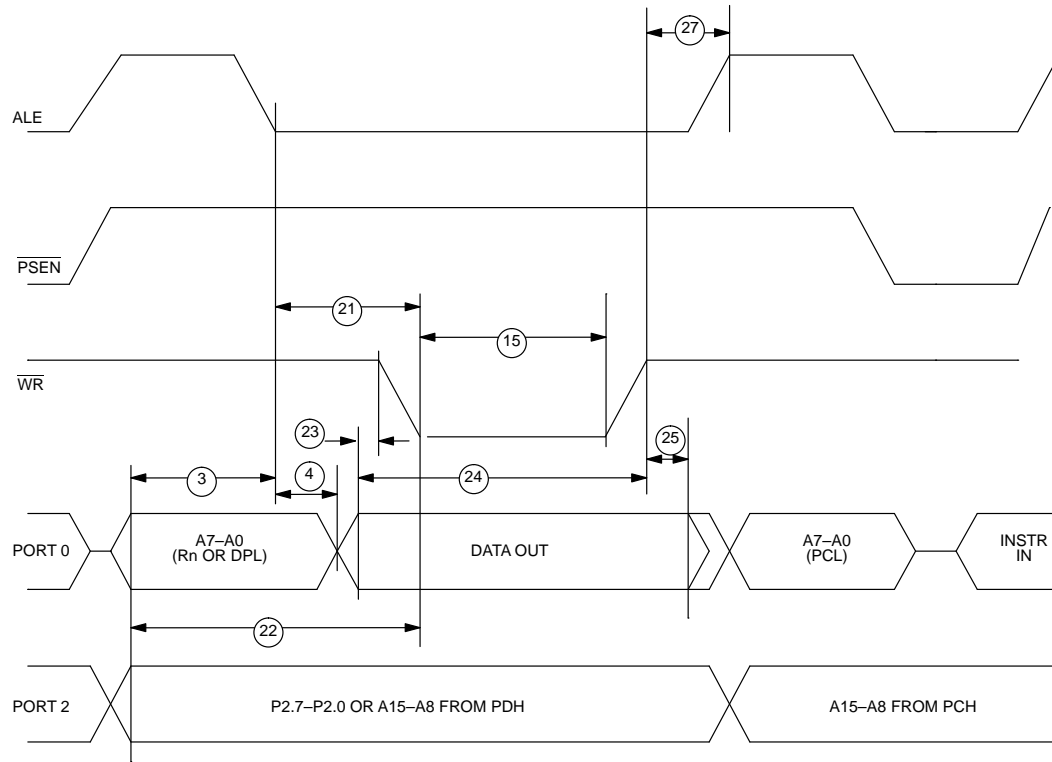 27
ALE
PSEN
21
15
WR
23
25
3
4
24
PORT 0
A7–A0
(Rn OR DPL)
DATA OUT
A7–A0
(PCL)
INSTR
IN
22
PORT 2
P2.7–P2.0 OR A15–A8 FROM PDH
A15–A8 FROM PCH